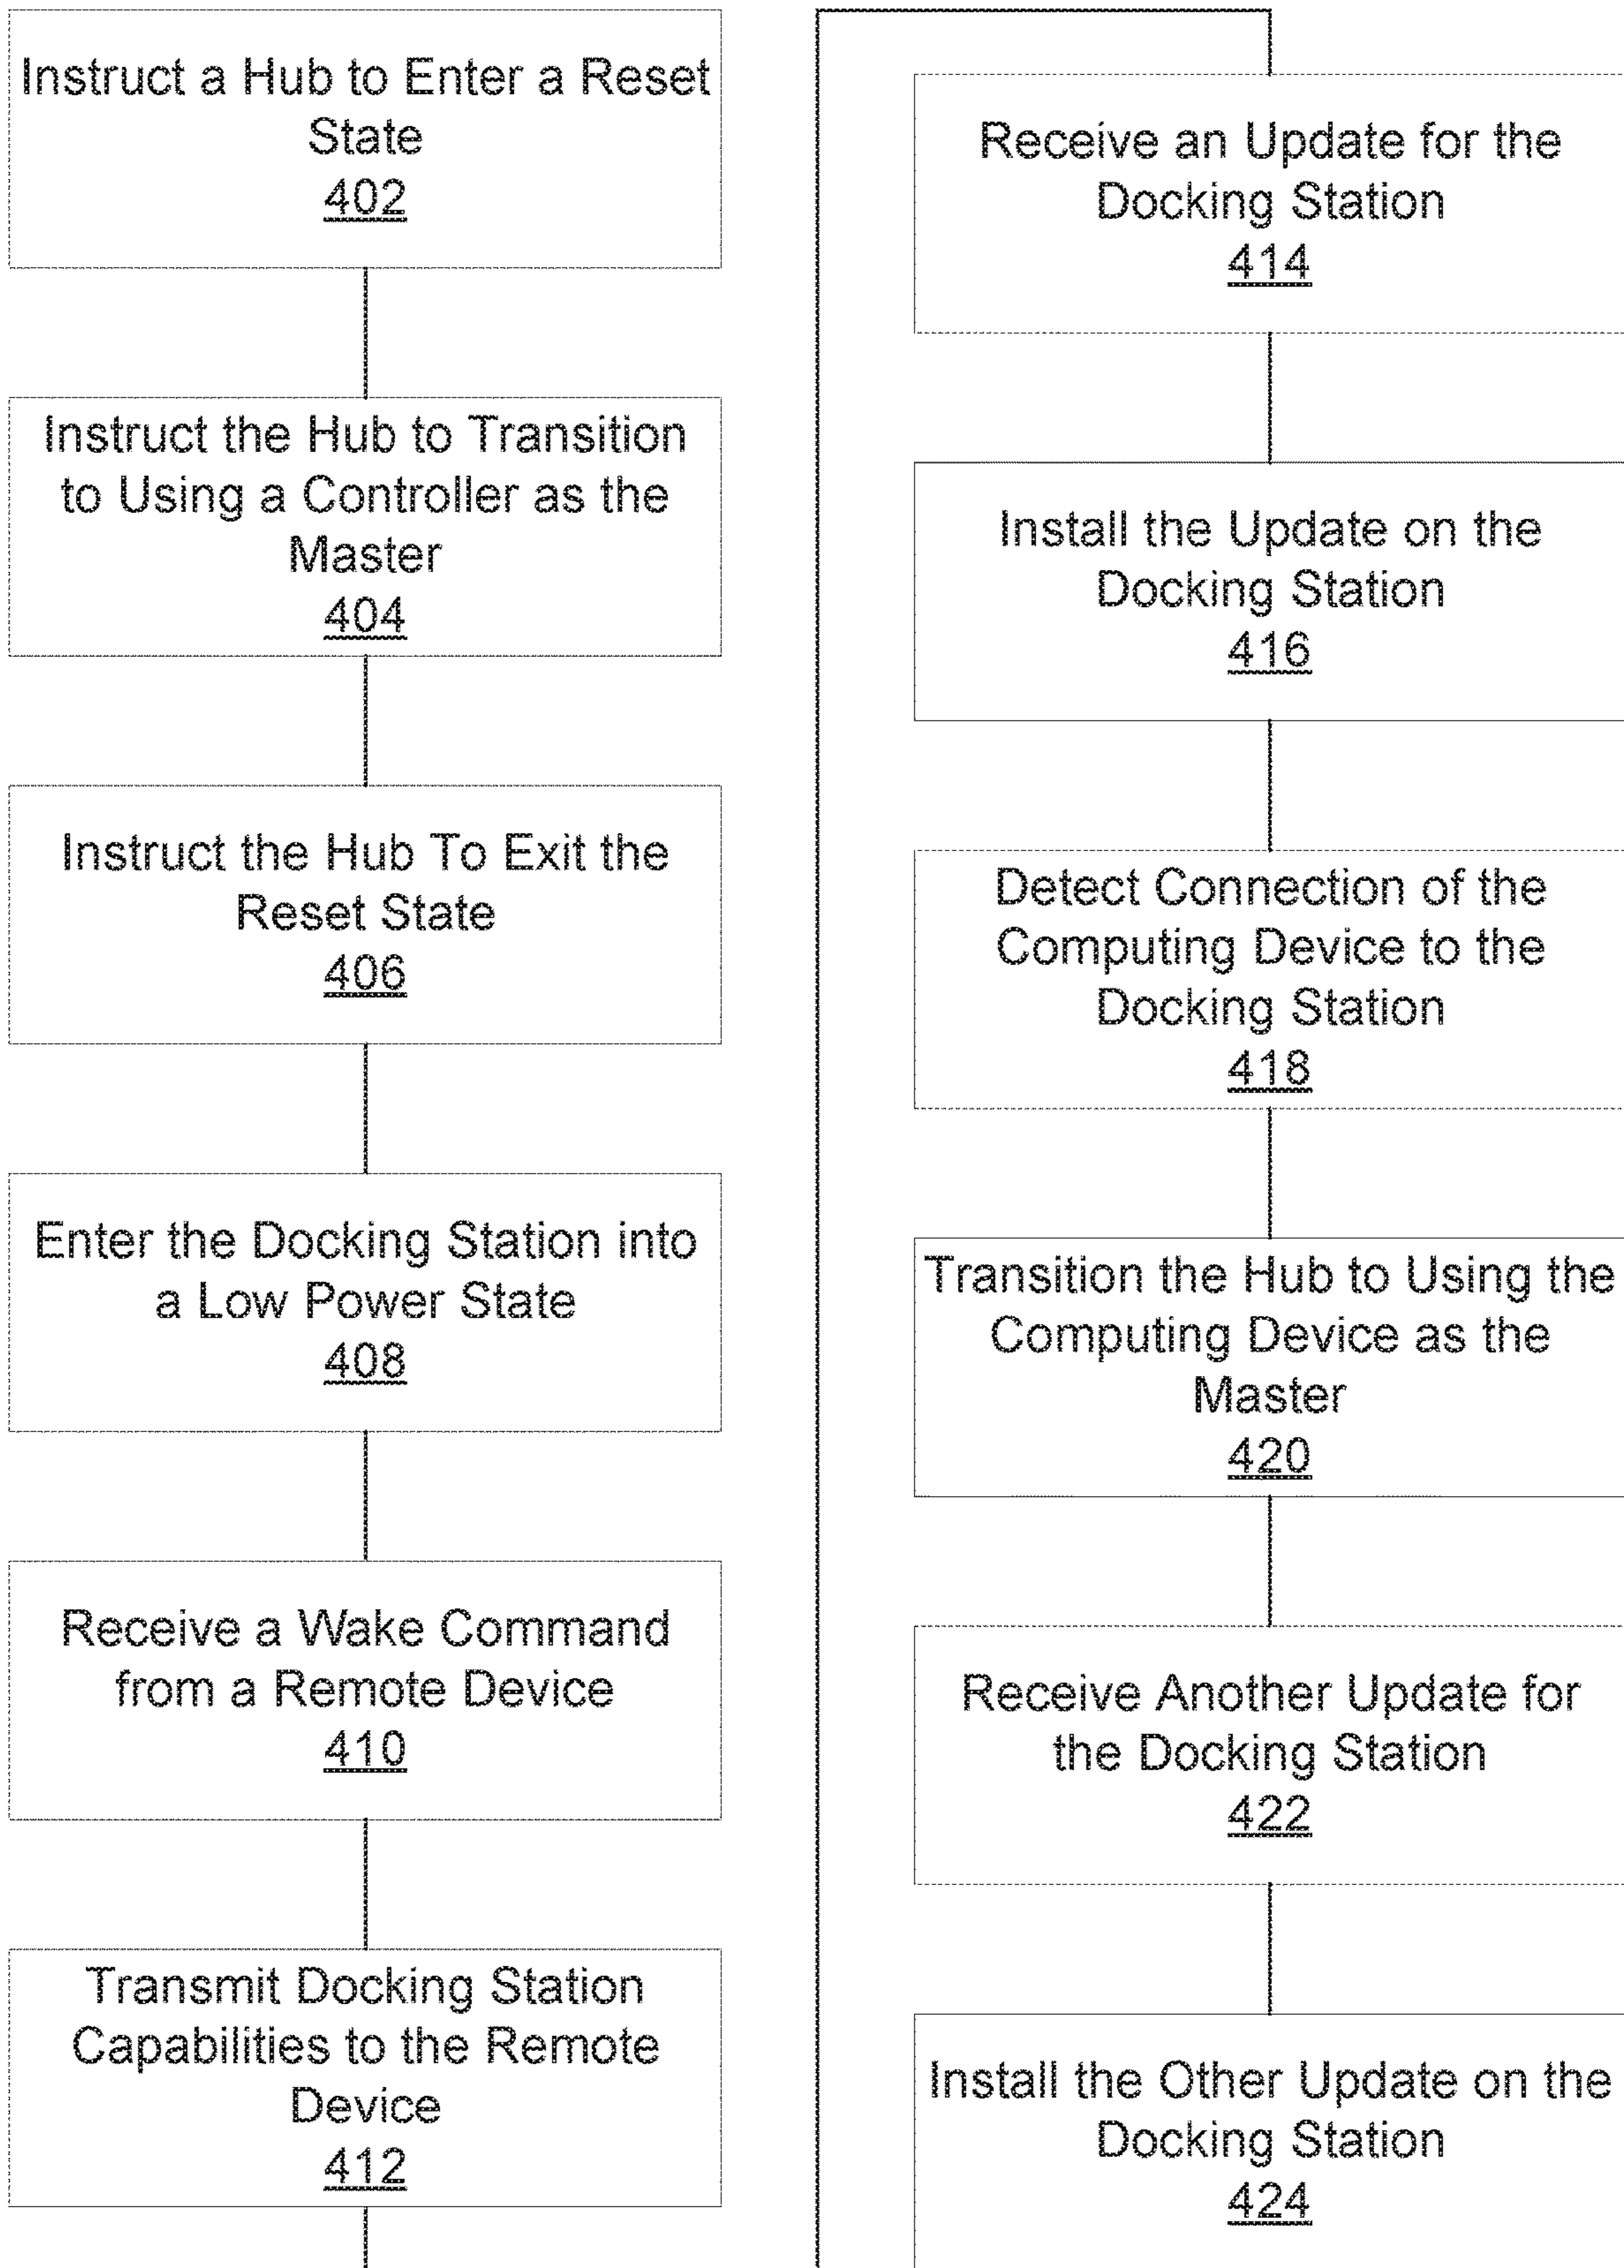 Instruct a Hub to Enter a Reset
State
402
Instruct the Hub to Transition
to Using a Controller as the
Master
404
Instruct the Hub To Exit the
Reset State
406
Enter the Docking Station into
a Low Power State
408
Receive a Wake Command
from a Remote Device
410
Transmit Docking Station
Capabilities to the Remote
Device
412
Receive an Update for the
Docking Station
414
Install the Update on the
Docking Station
416
Detect Connection of the
Computing Device to the
Docking Station
418
Transition the Hub to Using the
Computing Device as the
Master
420
Receive Another Update for
the Docking Station
422
Install the Other Update on the
Docking Station
424